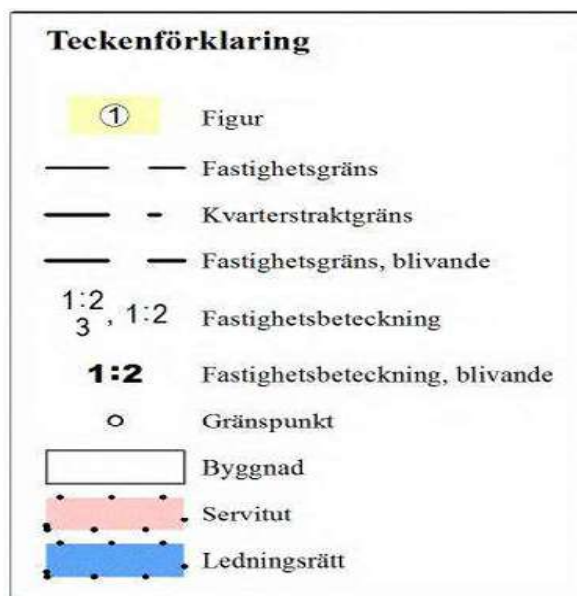 Teckenförklaring
1 Figur
Fastighetsgräns
Kvarterstraktgräns
Fastighetsgräns, blivande
1:2
3 , 1:2 Fastighetsbeteckning
1:2 Fastighetsbeteckning, blivande
Gränspunkt
Byggnad
Servitut
Ledningsrätt